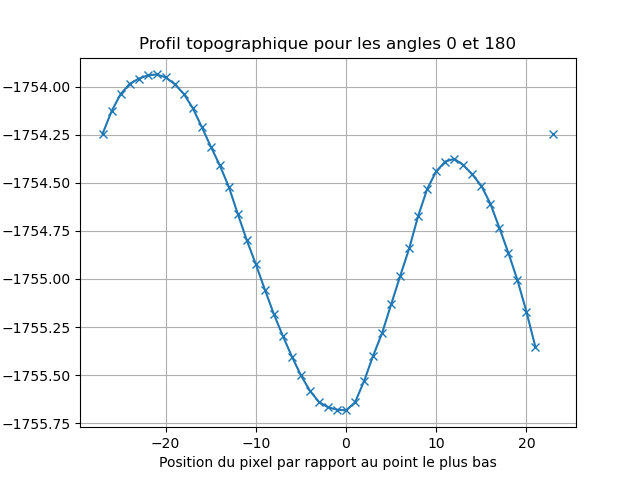 Profil topographique pour les angles 0 et 180
−1754.00
−1754.25
−1754.50
−1754.75
−1755.00
−1755.25
−1755.50
−1755.75
−20 −10 0 10 20
Position du pixel par rapport au point le plus bas